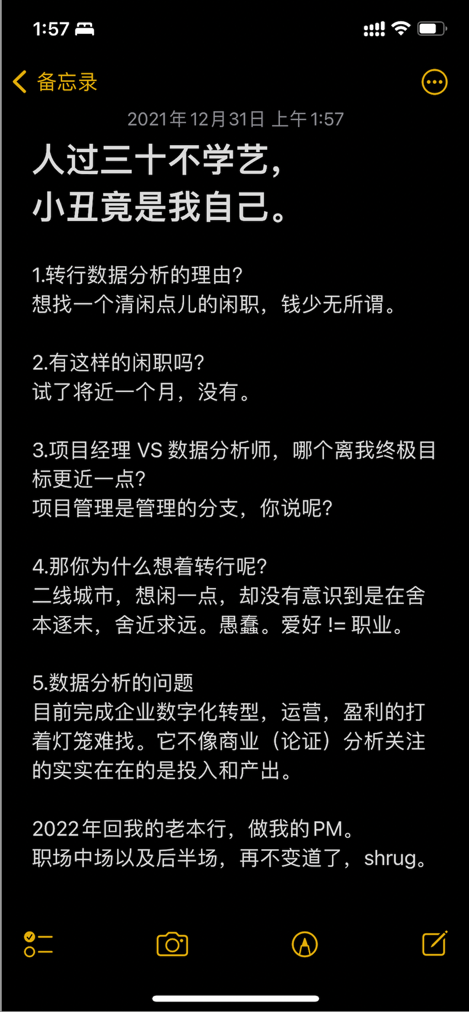 1:57
备忘录
2021年12月31日 上午1:57
人过三十不学艺，
小丑竟是我自己。
1.转行数据分析的理由？
想找一个清闲点儿的闲职，钱少无所谓。
2.有这样的闲职吗？
试了将近一个月，没有。
3.项目经理 VS 数据分析师，哪个离我终极目
标更近一点？
项目管理是管理的分支，你说呢？
4.那你为什么想着转行呢？
二线城市，想闲一点，却没有意识到是在舍
本逐末，舍近求远。愚蠢。爱好 != 职业。
5.数据分析的问题
目前完成企业数字化转型，运营，盈利的打
着灯笼难找。它不像商业（论证）分析关注
的实实在在的是投入和产出。
2022年回我的老本行，做我的PM。
职场中场以及后半场，再不变道了，shrug。